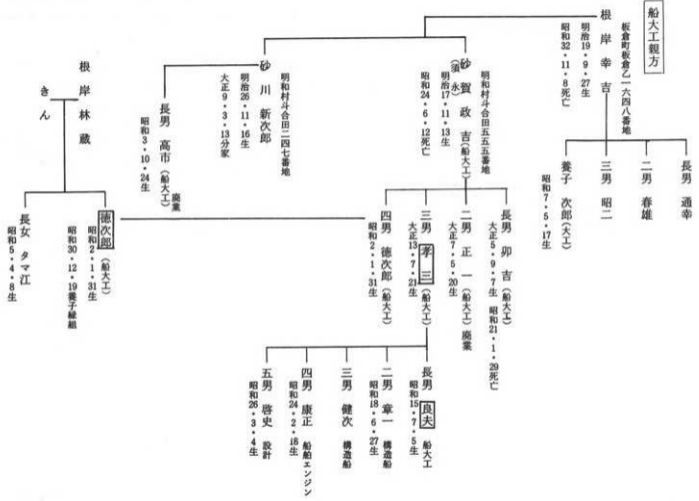 船大工親方
根岸幸吉
板倉町板倉乙一六四八番地
明治19・9・27生
昭和32・11・8死亡
長男 通幸
二男 春雄
三男 昭二
養子 次郎(大工)
昭和7・5・17生
砂賀政吉(船大工)
(須永)
明和村斗合田五五五番地
明治17・11・13生
昭和24・6・12死亡
砂川新次郎
明和村斗合田二四七番地
明治26・11・16生
大正9・3・13分家
長男 高市(船大工)廃業
昭和3・10・24生
長男 卯吉(船大工)
大正5・9・7生 昭和21・1・29死亡
二男 正一(船大工)廃業
大正7・5・20生
三男 孝三(船大工)
大正13・7・21生
四男 徳次郎(船大工)
昭和2・1・31生
根岸林蔵
きん
徳次郎(船大工)
昭和2・1・31生
昭和30・12・19養子縁組
長女 タマ江
昭和5・4・8生
長男 良夫 船大工
昭和15・7・5生
二男 章一 構造船
昭和18・6・27生
三男 健次 構造船
四男 康正 船舶エンジン
昭和24・2・18生
五男 啓史 設計
昭和26・3・4生